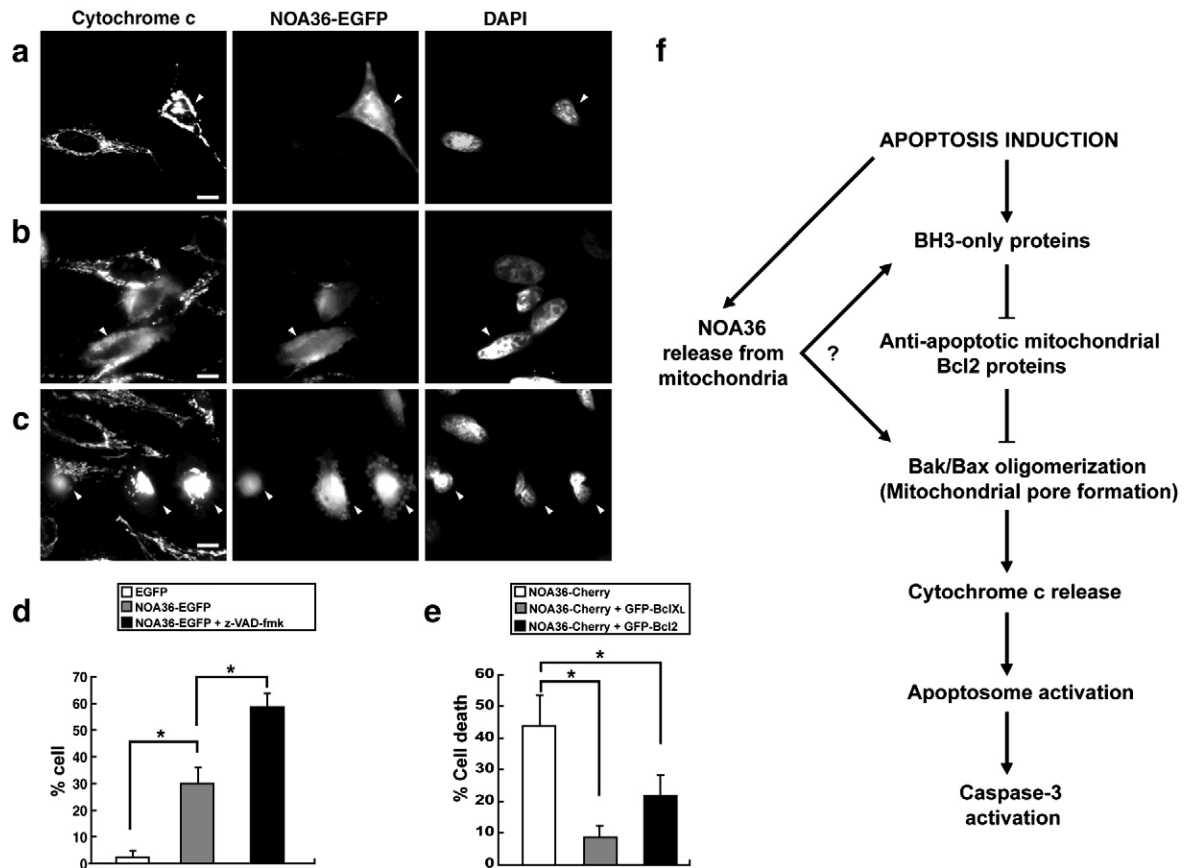 Cytochrome c NOA36-EGFP DAPI
a
b
c
d
EGFP
NOA36-EGFP
NOA36-EGFP + z-VAD-fmk
% cell
70
60
50
40
30
20
10
0
*
*
e
NOA36-Cherry
NOA36-Cherry + GFP-BclXL
NOA36-Cherry + GFP-Bcl2
% Cell death
60
50
40
30
20
10
0
*
*
f
APOPTOSIS INDUCTION
BH3-only proteins
NOA36
release from
mitochondria
?
Anti-apoptotic mitochondrial
Bcl2 proteins
Bak/Bax oligomerization
(Mitochondrial pore formation)
Cytochrome c release
Apoptosome activation
Caspase-3
activation